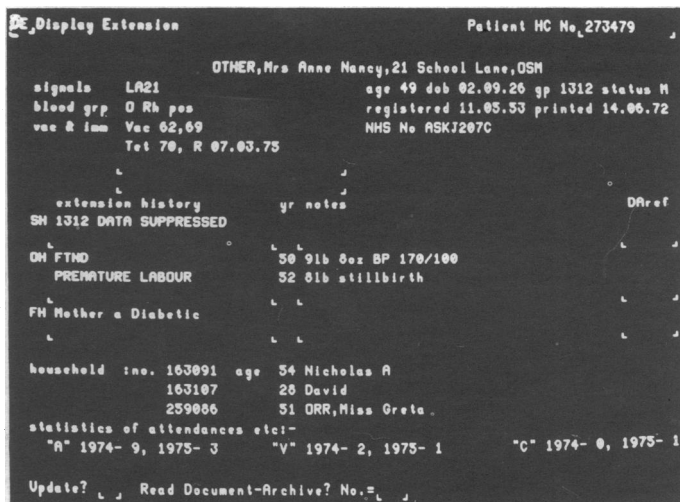 DE Display Extension Patient HC No 273479
OTHER,Mrs Anne Nancy,21 School Lane,OSM
signals LA21 age 49 dob 02.09.26 gp 1312 status M
blood grp O Rh pos registered 11.03.53 printed 14.06.72
vac & imm Vac 62,69 NHS No ASKJ207C
Tet 70, R 07.03.75
extension history yr notes DAref
SH 1312 DATA SUPPRESSED
OH FTND 50 9lb 8oz BP 170/100
PREMATURE LABOUR 52 8lb stillbirth
FH Mother a Diabetic
household :no. 163091 age 54 Nicholas A
163107 28 David
259086 51 ORR,Miss Greta
statistics of attendances etc:-
"A" 1974- 9, 1975- 3 "V" 1974- 2, 1975- 1 "C" 1974- 0, 1975- 1
Update? Read Document-Archive? No.=